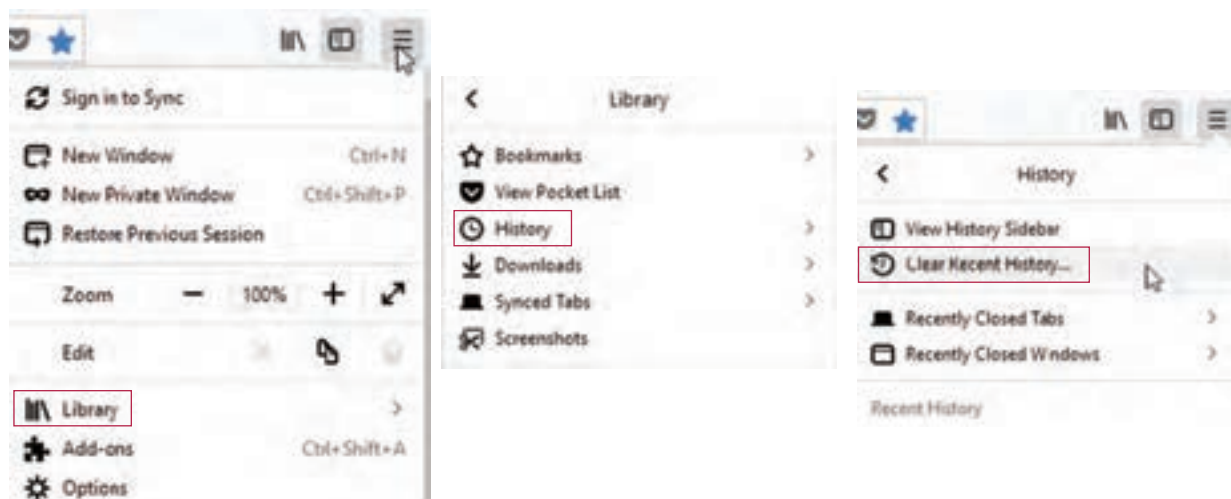 Sign in to Sync
New Window Ctrl+N
New Private Window Ctrl+Shift+P
Restore Previous Session
Zoom − 100% +
Edit
Library >
Add-ons Ctrl+Shift+A
Options
< Library
Bookmarks >
View Pocket List
History >
Downloads >
Synced Tabs >
Screenshots
< History
View History Sidebar
Clear Recent History...
Recently Closed Tabs >
Recently Closed Windows >
Recent History